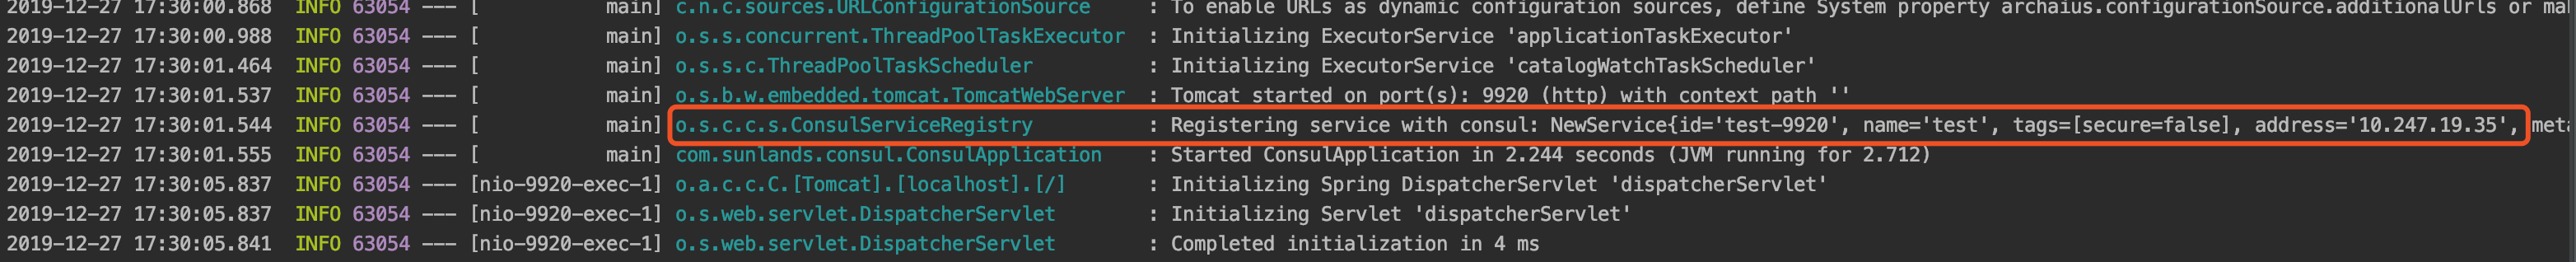 2019-12-27 17:30:00.868  INFO 63054 --- [           main] c.n.c.sources.URLConfigurationSource     : To enable URLs as dynamic configuration sources, define System property archaius.configurationSource.additionalUrls or ma
2019-12-27 17:30:00.988  INFO 63054 --- [           main] o.s.s.concurrent.ThreadPoolTaskExecutor  : Initializing ExecutorService 'applicationTaskExecutor'
2019-12-27 17:30:01.464  INFO 63054 --- [           main] o.s.s.c.ThreadPoolTaskScheduler          : Initializing ExecutorService 'catalogWatchTaskScheduler'
2019-12-27 17:30:01.537  INFO 63054 --- [           main] o.s.b.w.embedded.tomcat.TomcatWebServer  : Tomcat started on port(s): 9920 (http) with context path ''
2019-12-27 17:30:01.544  INFO 63054 --- [           main] o.s.c.c.s.ConsulServiceRegistry          : Registering service with consul: NewService{id='test-9920', name='test', tags=[secure=false], address='10.247.19.35', meta
2019-12-27 17:30:01.555  INFO 63054 --- [           main] com.sunlands.consul.ConsulApplication    : Started ConsulApplication in 2.244 seconds (JVM running for 2.712)
2019-12-27 17:30:05.837  INFO 63054 --- [nio-9920-exec-1] o.a.c.c.C.[Tomcat].[localhost].[/]       : Initializing Spring DispatcherServlet 'dispatcherServlet'
2019-12-27 17:30:05.837  INFO 63054 --- [nio-9920-exec-1] o.s.web.servlet.DispatcherServlet        : Initializing Servlet 'dispatcherServlet'
2019-12-27 17:30:05.841  INFO 63054 --- [nio-9920-exec-1] o.s.web.servlet.DispatcherServlet        : Completed initialization in 4 ms